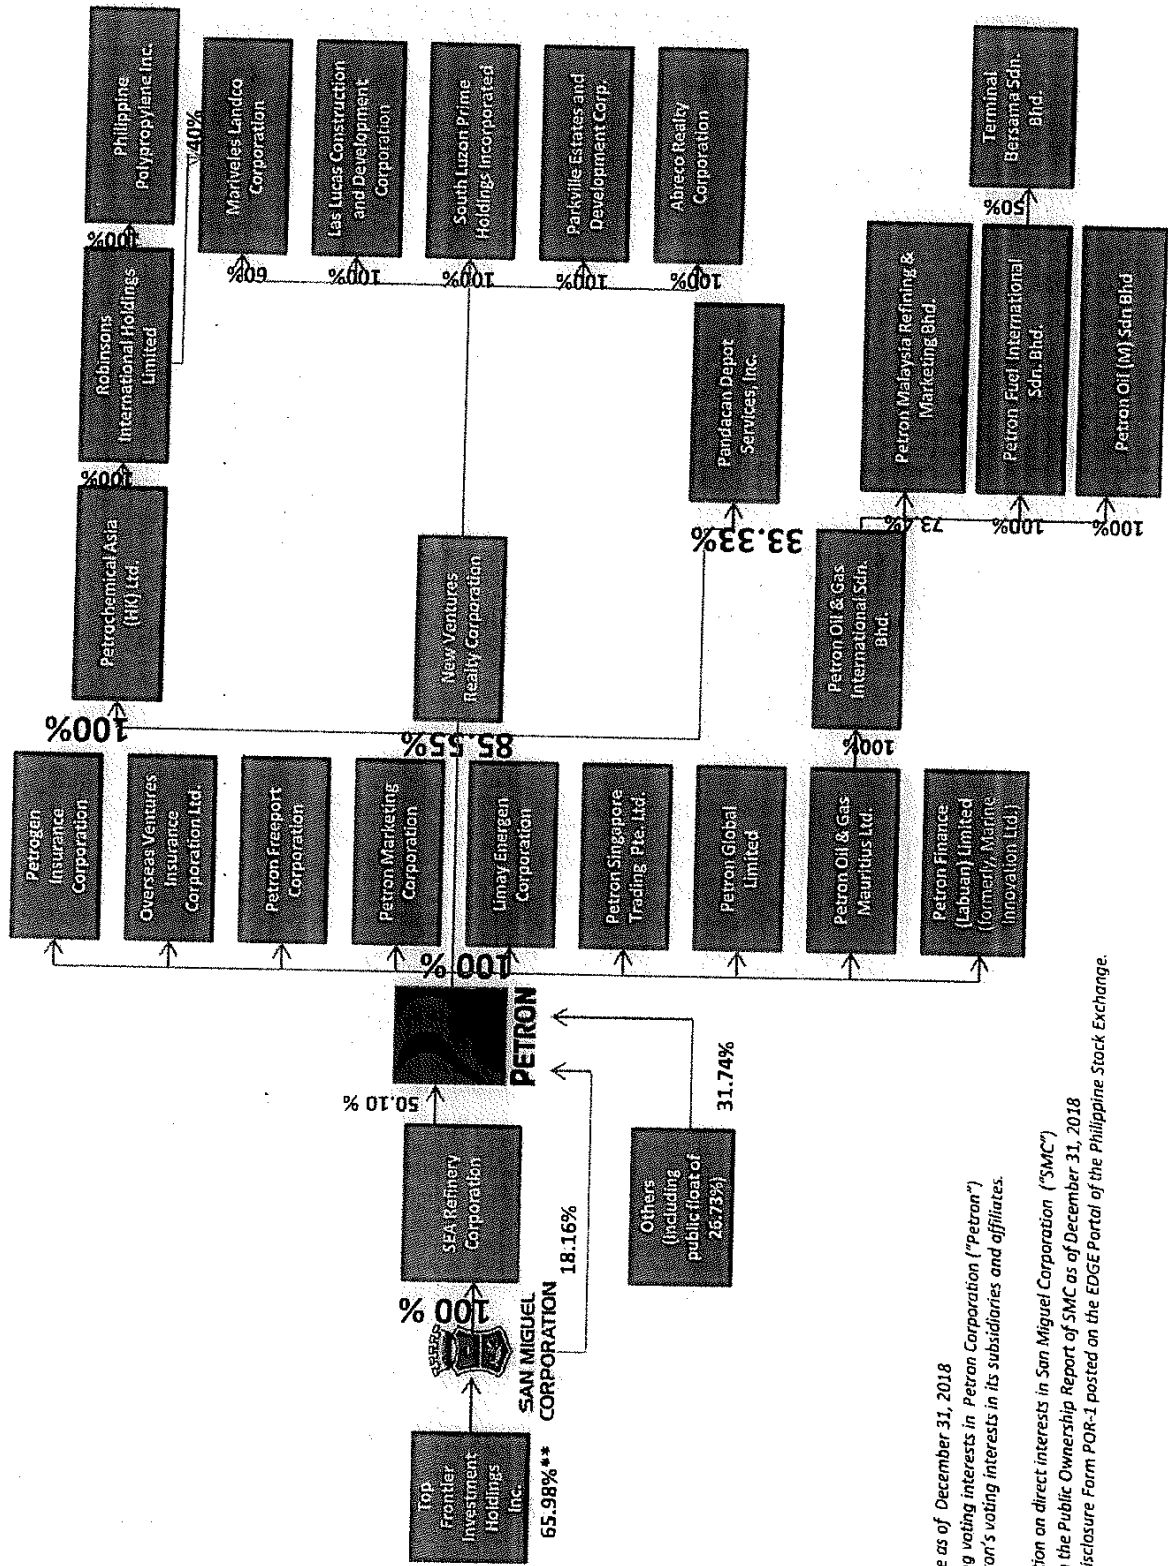 Top
Frontier
Investment
Holdings
Inc.
65.98%**
SAN MIGUEL
CORPORATION
100 %
18.16%
SEA Refinery
Corporation
50.10 %
Others
(Including
public float of
26.73%)
31.74%
PETRON
100 %
Petrogen
Insurance
Corporation
Overseas Ventures
Insurance
Corporation Ltd.
Petron Freeport
Corporation
Petron Marketing
Corporation
Limay Energen
Corporation
Petron Singapore
Trading Pte. Ltd.
Petron Global
Limited
Petron Oil & Gas
Mauritius Ltd.
Petron Finance
(Labuan) Limited
(formerly, Marine
Innovation Ltd.)
100%
85.55%
33.33%
100%
Petrochemical Asia
(HK) Ltd.
New Ventures
Realty Corporation
Pandacan Depot
Services, Inc.
Petron Oil & Gas
International Sdn.
Bhd.
100%
Robinsons
International Holdings
Limited
100%
40%
Philippine
Polypropylene Inc.
60%
Mariveles Landco
Corporation
100%
Las Lucas Construction
and Development
Corporation
100%
South Luzon Prime
Holdings Incorporated
100%
Parkville Estates and
Development Corp.
100%
Abreco Realty
Corporation
73.4%
Petron Malaysia Refining &
Marketing Bhd.
100%
Petron Fuel International
Sdn. Bhd.
100%
Petron Oil (M) Sdn Bhd
50%
Terminal
Bersama Sdn.
Bhd.
e as of December 31, 2018
g voting interests in Petron Corporation ("Petron")
on's voting interests in its subsidiaries and affiliates.
tion on direct interests in San Miguel Corporation ("SMC")
the Public Ownership Report of SMC as of December 31, 2018
isclosure Form POR-1 posted on the EDGE Portal of the Philippine Stock Exchange.